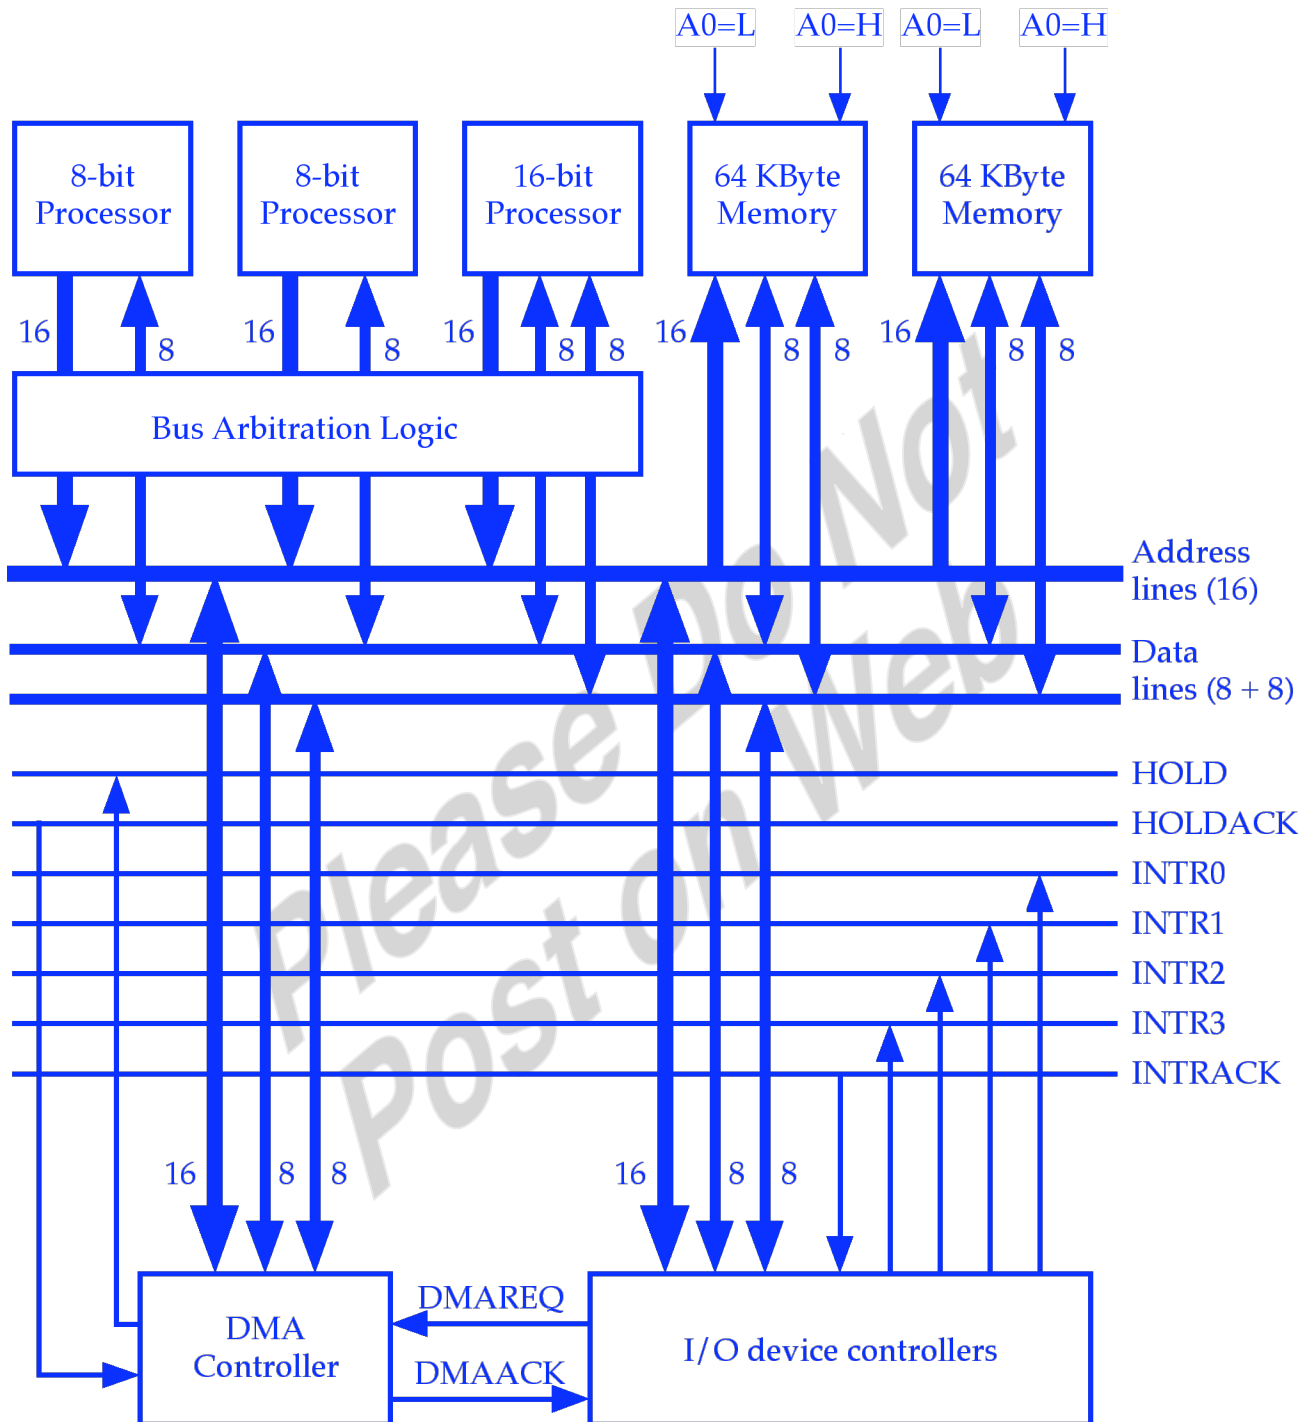 A0=L A0=H A0=L A0=H
8-bit
Processor
8-bit
Processor
16-bit
Processor
64 KByte
Memory
64 KByte
Memory
16 8 16 8 16 8 8 16 8 8 16 8 8
Bus Arbitration Logic
Address
lines (16)
Data
lines (8 + 8)
HOLD
HOLDACK
INTR0
INTR1
INTR2
INTR3
INTRACK
16 8 8 16 8 8
DMA
Controller
DMAREQ
DMAACK
I/O device controllers
Please Do Not
Post on Web